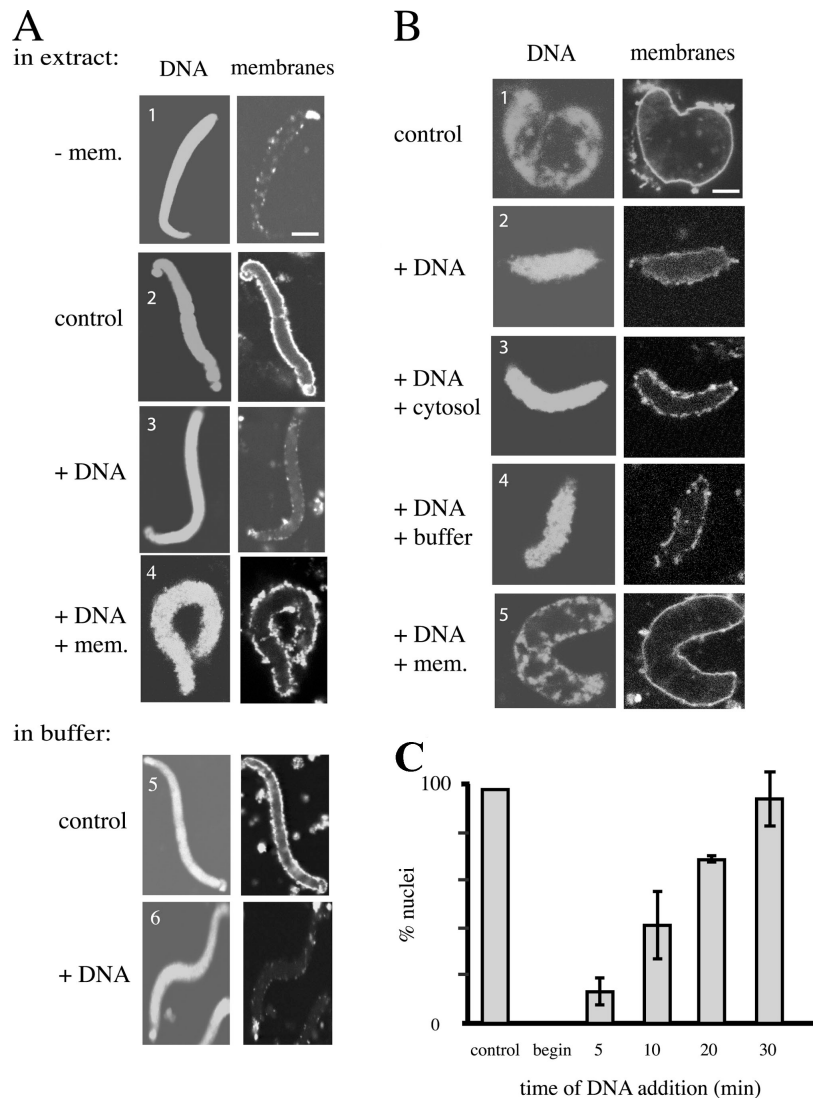 A
in extract:
DNA membranes
1
- mem.
2
control
3
+ DNA
4
+ DNA
+ mem.
in buffer:
5
control
6
+ DNA
B
DNA membranes
1
control
2
+ DNA
3
+ DNA
+ cytosol
4
+ DNA
+ buffer
5
+ DNA
+ mem.
C
100
% nuclei
0
control begin 5 10 20 30
time of DNA addition (min)